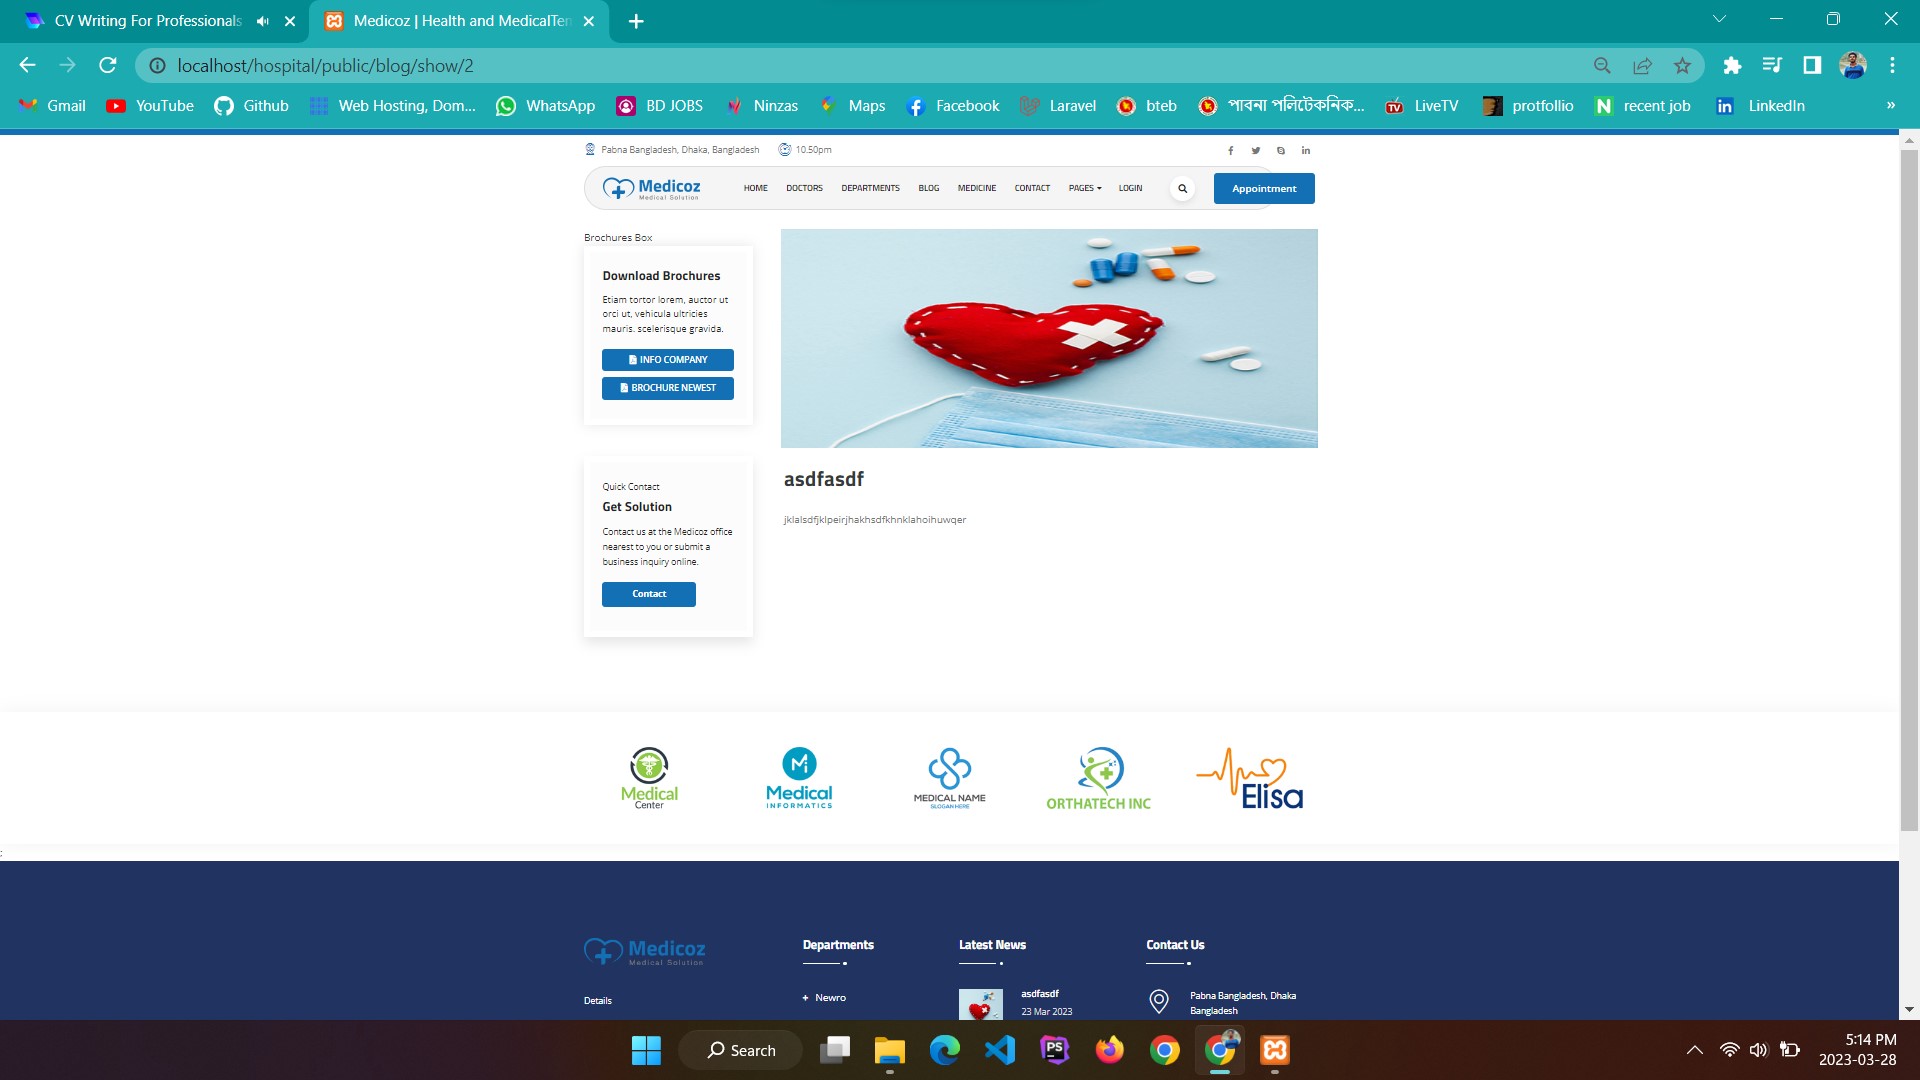 CV Writing For Professionals
Medicoz | Health and MedicalTem
localhost/hospital/public/blog/show/2
Gmail
YouTube
Github
Web Hosting, Dom...
WhatsApp
BD JOBS
Ninzas
Maps
Facebook
Laravel
bteb
পাবনা পলিটেকনিক...
LiveTV
protfollio
recent job
LinkedIn
»
Pabna Bangladesh, Dhaka, Bangladesh
10.50pm
Medicoz
Medical Solution
HOME
DOCTORS
DEPARTMENTS
BLOG
MEDICINE
CONTACT
PAGES
LOGIN
Appointment
Brochures Box
Download Brochures
Etiam tortor lorem, auctor ut
orci ut, vehicula ultricies
mauris. scelerisque gravida.
INFO COMPANY
BROCHURE NEWEST
Quick Contact
Get Solution
Contact us at the Medicoz office
nearest to you or submit a
business inquiry online.
Contact
asdfasdf
jklalsdfjklpeirjhakhsdfkhnklahoihuwqer
Medical
Center
Medical
INFORMATICS
MEDICAL NAME
SLOGAN HERE
ORTHATECH INC
Elisa
;
Medicoz
Medical Solution
Details
Departments
+ Newro
Latest News
asdfasdf
23 Mar 2023
Contact Us
Pabna Bangladesh, Dhaka
Bangladesh
Search
5:14 PM
2023-03-28